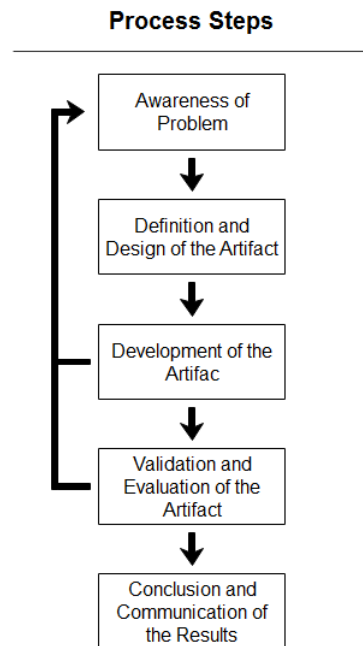 Process Steps
Awareness of
Problem
Definition and
Design of the Artifact
Development of the
Artifac
Validation and
Evaluation of the
Artifact
Conclusion and
Communication of
the Results